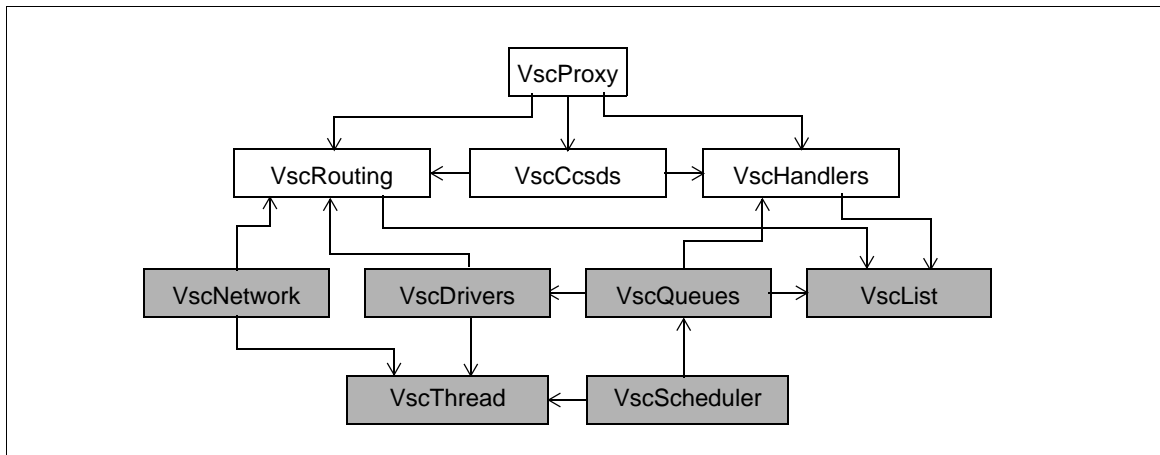 VscProxy
VscRouting
VscCcsds
VscHandlers
VscNetwork
VscDrivers
VscQueues
VscList
VscThread
VscScheduler